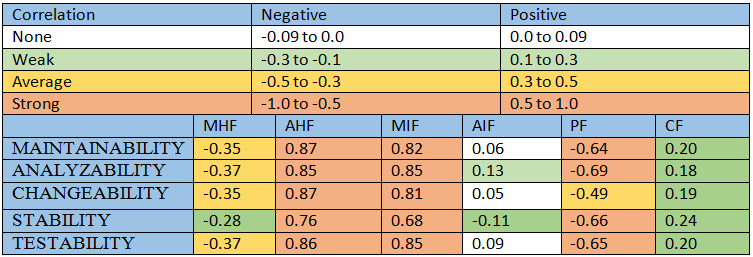 Correlation Negative Positive
None -0.09 to 0.0 0.0 to 0.09
Weak -0.3 to -0.1 0.1 to 0.3
Average -0.5 to -0.3 0.3 to 0.5
Strong -1.0 to -0.5 0.5 to 1.0
MHF AHF MIF AIF PF CF
MAINTAINABILITY -0.35 0.87 0.82 0.06 -0.64 0.20
ANALYZABILITY -0.37 0.85 0.85 0.13 -0.69 0.18
CHANGEABILITY -0.35 0.87 0.81 0.05 -0.49 0.19
STABILITY -0.28 0.76 0.68 -0.11 -0.66 0.24
TESTABILITY -0.37 0.86 0.85 0.09 -0.65 0.20